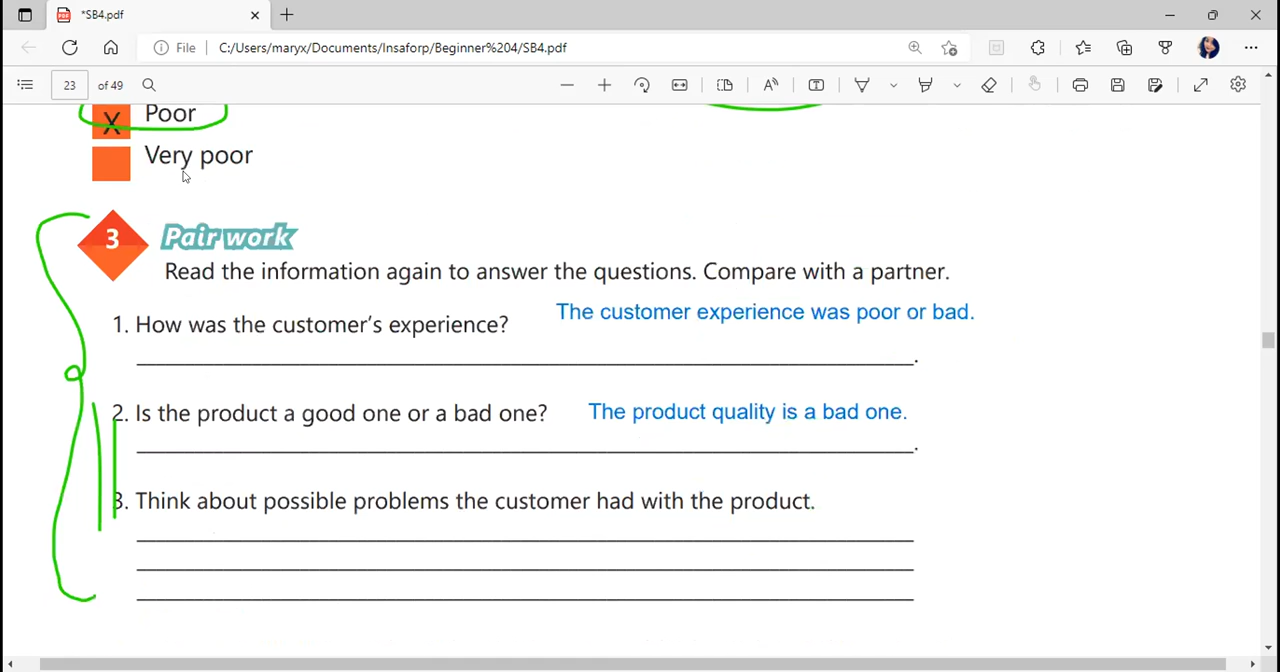 *SB4.pdf
File C:/Users/maryx/Documents/Insaforp/Beginner%204/SB4.pdf
23 of 49
X Poor
Very poor
3 Pair work
Read the information again to answer the questions. Compare with a partner.
1. How was the customer's experience? The customer experience was poor or bad.
2. Is the product a good one or a bad one? The product quality is a bad one.
3. Think about possible problems the customer had with the product.